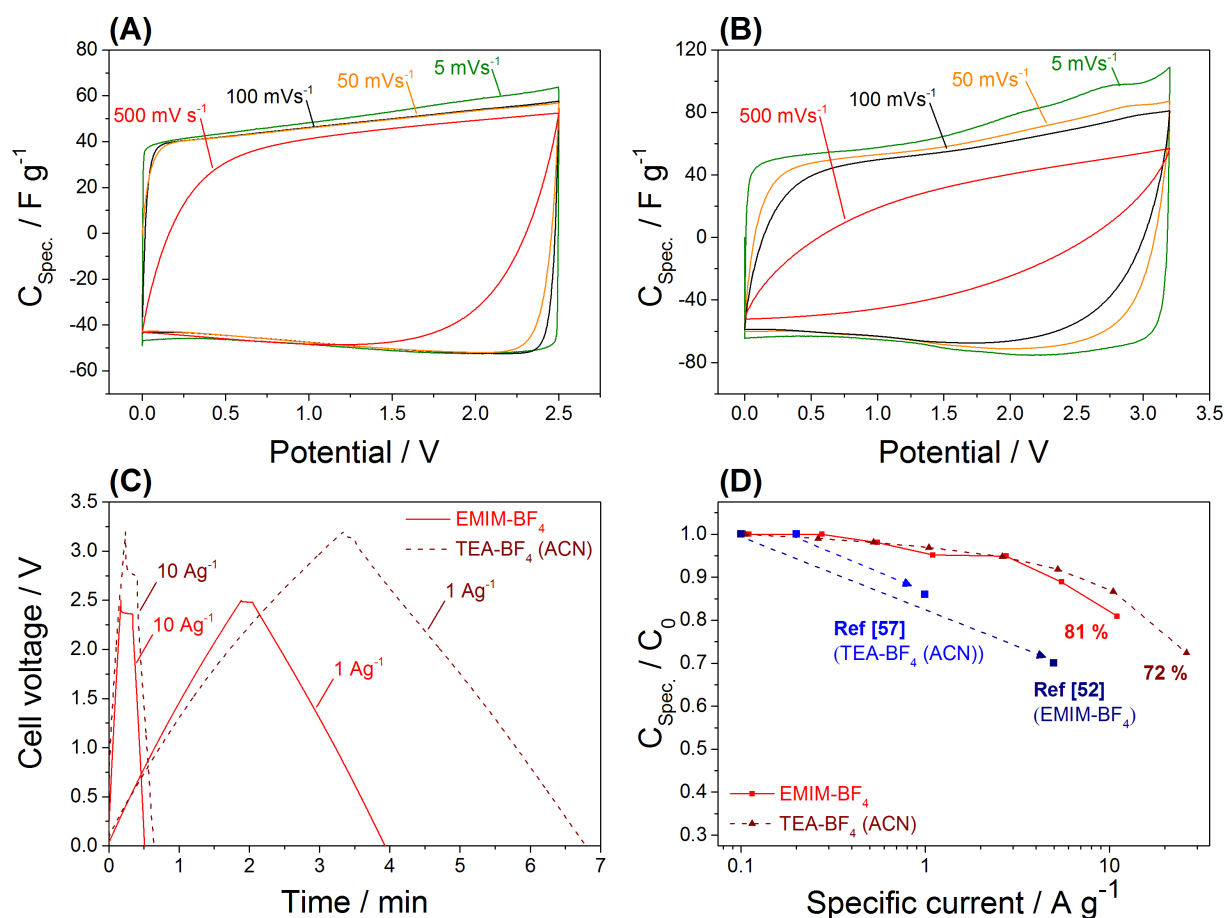 (A)
80
60
40
20
0
-20
-40
-60
C_Spec. / F g⁻¹
5 mVs⁻¹
50 mVs⁻¹
100 mVs⁻¹
500 mV s⁻¹
0.0 0.5 1.0 1.5 2.0 2.5
Potential / V
(B)
120
80
40
0
-40
-80
C_Spec. / F g⁻¹
5 mVs⁻¹
50 mVs⁻¹
100 mVs⁻¹
500 mVs⁻¹
0.0 0.5 1.0 1.5 2.0 2.5 3.0 3.5
Potential / V
(C)
3.5
3.0
2.5
2.0
1.5
1.0
0.5
0.0
Cell voltage / V
EMIM-BF₄
TEA-BF₄ (ACN)
10 Ag⁻¹
10 Ag⁻¹
1 Ag⁻¹
1 Ag⁻¹
0 1 2 3 4 5 6 7
Time / min
(D)
1.0
0.9
0.8
0.7
0.6
0.5
0.4
0.3
C_Spec. / C₀
Ref [57]
(TEA-BF₄ (ACN))
81 %
72 %
Ref [52]
(EMIM-BF₄)
EMIM-BF₄
TEA-BF₄ (ACN)
0.1 1 10
Specific current / A g⁻¹